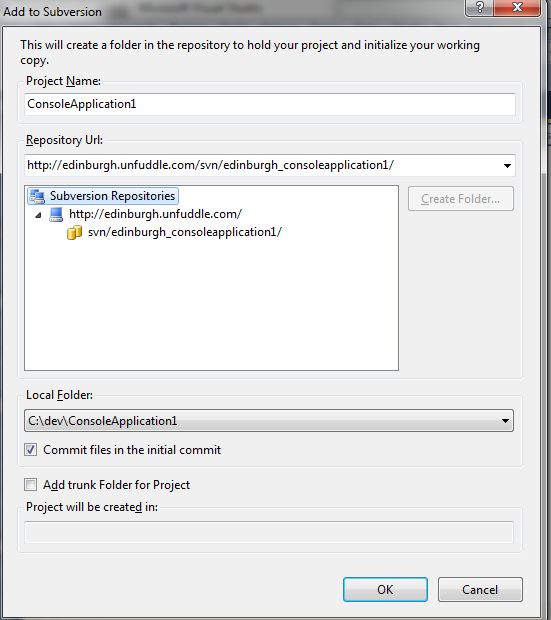 Add to Subversion
?
This will create a folder in the repository to hold your project and initialize your working
copy.
Project Name:
ConsoleApplication1
Repository Url:
http://edinburgh.unfuddle.com/svn/edinburgh_consoleapplication1/
Subversion Repositories
Create Folder...
http://edinburgh.unfuddle.com/
svn/edinburgh_consoleapplication1/
Local Folder:
C:\dev\ConsoleApplication1
Commit files in the initial commit
Add trunk Folder for Project
Project will be created in:
OK
Cancel